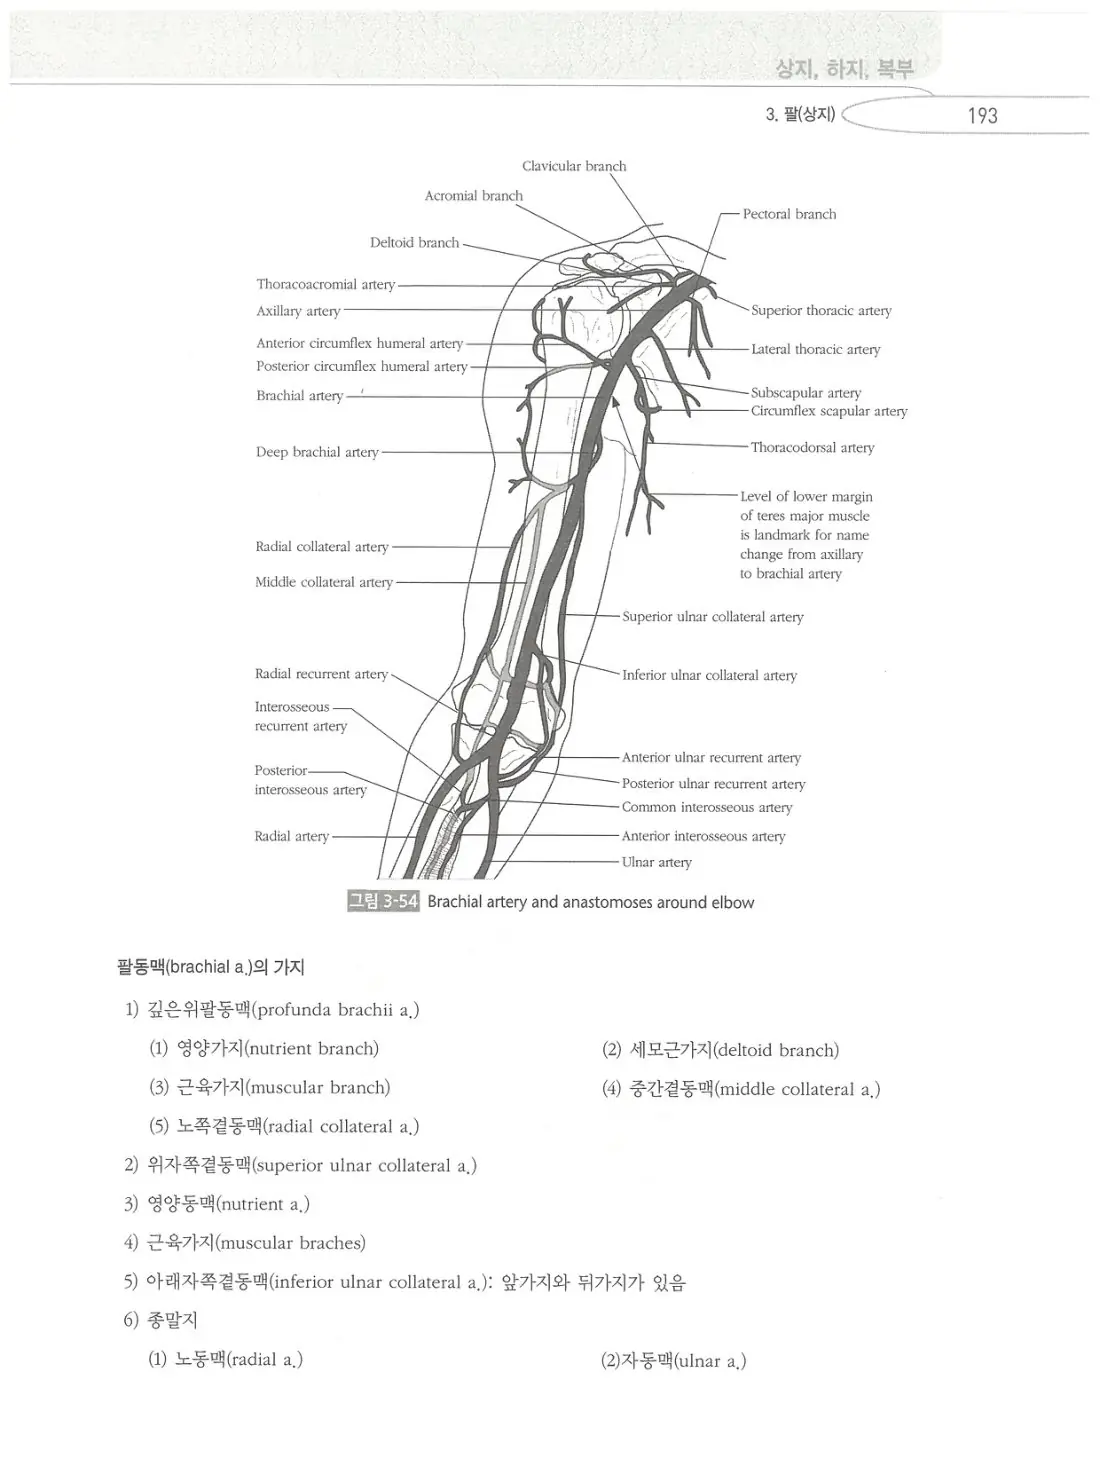 상지, 하지, 복부
3. 팔(상지)
193
Clavicular branch
Acromial branch
Pectoral branch
Deltoid branch
Thoracoacromial artery
Axillary artery
Superior thoracic artery
Anterior circumflex humeral artery
Lateral thoracic artery
Posterior circumflex humeral artery
Brachial artery
Subscapular artery
Circumflex scapular artery
Deep brachial artery
Thoracodorsal artery
Level of lower margin
of teres major muscle
is landmark for name
change from axillary
to brachial artery
Radial collateral artery
Middle collateral artery
Superior ulnar collateral artery
Radial recurrent artery
Inferior ulnar collateral artery
Interosseous
recurrent artery
Anterior ulnar recurrent artery
Posterior
interosseous artery
Posterior ulnar recurrent artery
Common interosseous artery
Radial artery
Anterior interosseous artery
Ulnar artery
그림 3-54 Brachial artery and anastomoses around elbow
팔동맥(brachial a.)의 가지
1) 깊은위팔동맥(profunda brachii a.)
(1) 영양가지(nutrient branch) (2) 세모근가지(deltoid branch)
(3) 근육가지(muscular branch) (4) 중간곁동맥(middle collateral a.)
(5) 노쪽곁동맥(radial collateral a.)
2) 위자쪽곁동맥(superior ulnar collateral a.)
3) 영양동맥(nutrient a.)
4) 근육가지(muscular braches)
5) 아래자쪽곁동맥(inferior ulnar collateral a.): 앞가지와 뒤가지가 있음
6) 종말지
(1) 노동맥(radial a.) (2)자동맥(ulnar a.)